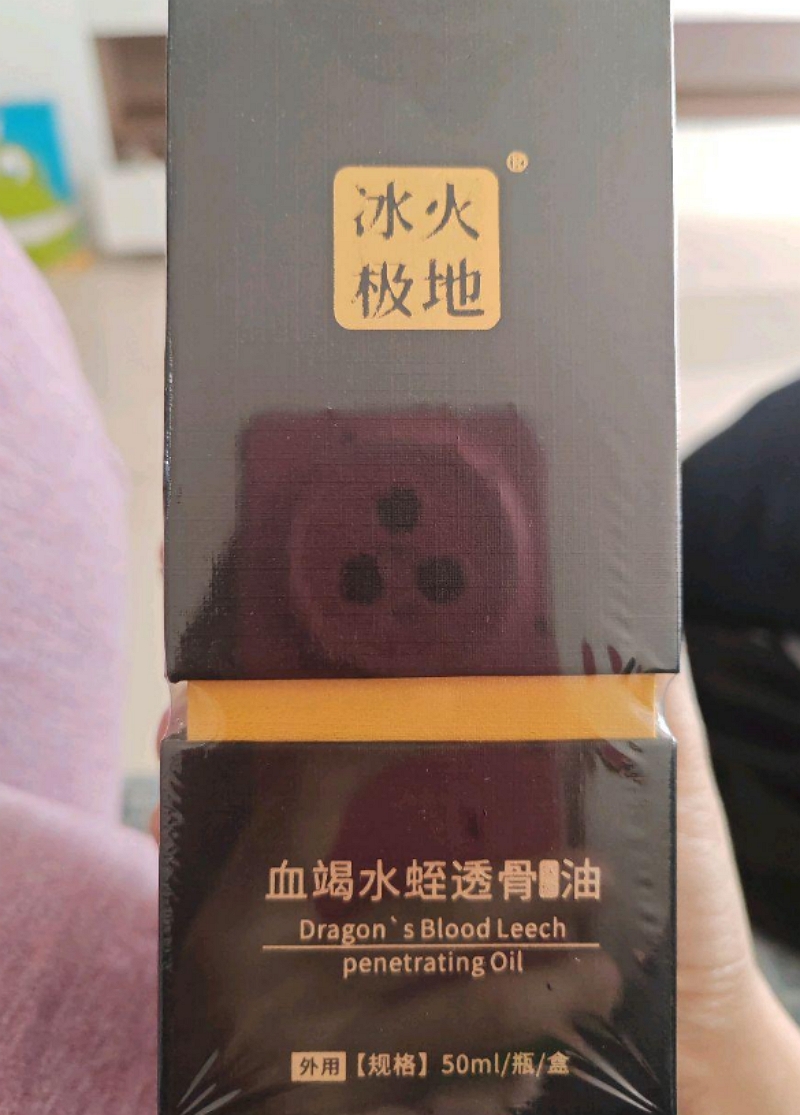 冰火
极地
血竭水蛭透骨油
Dragon`s Blood Leech
penetrating Oil
外用【规格】50ml/瓶/盒